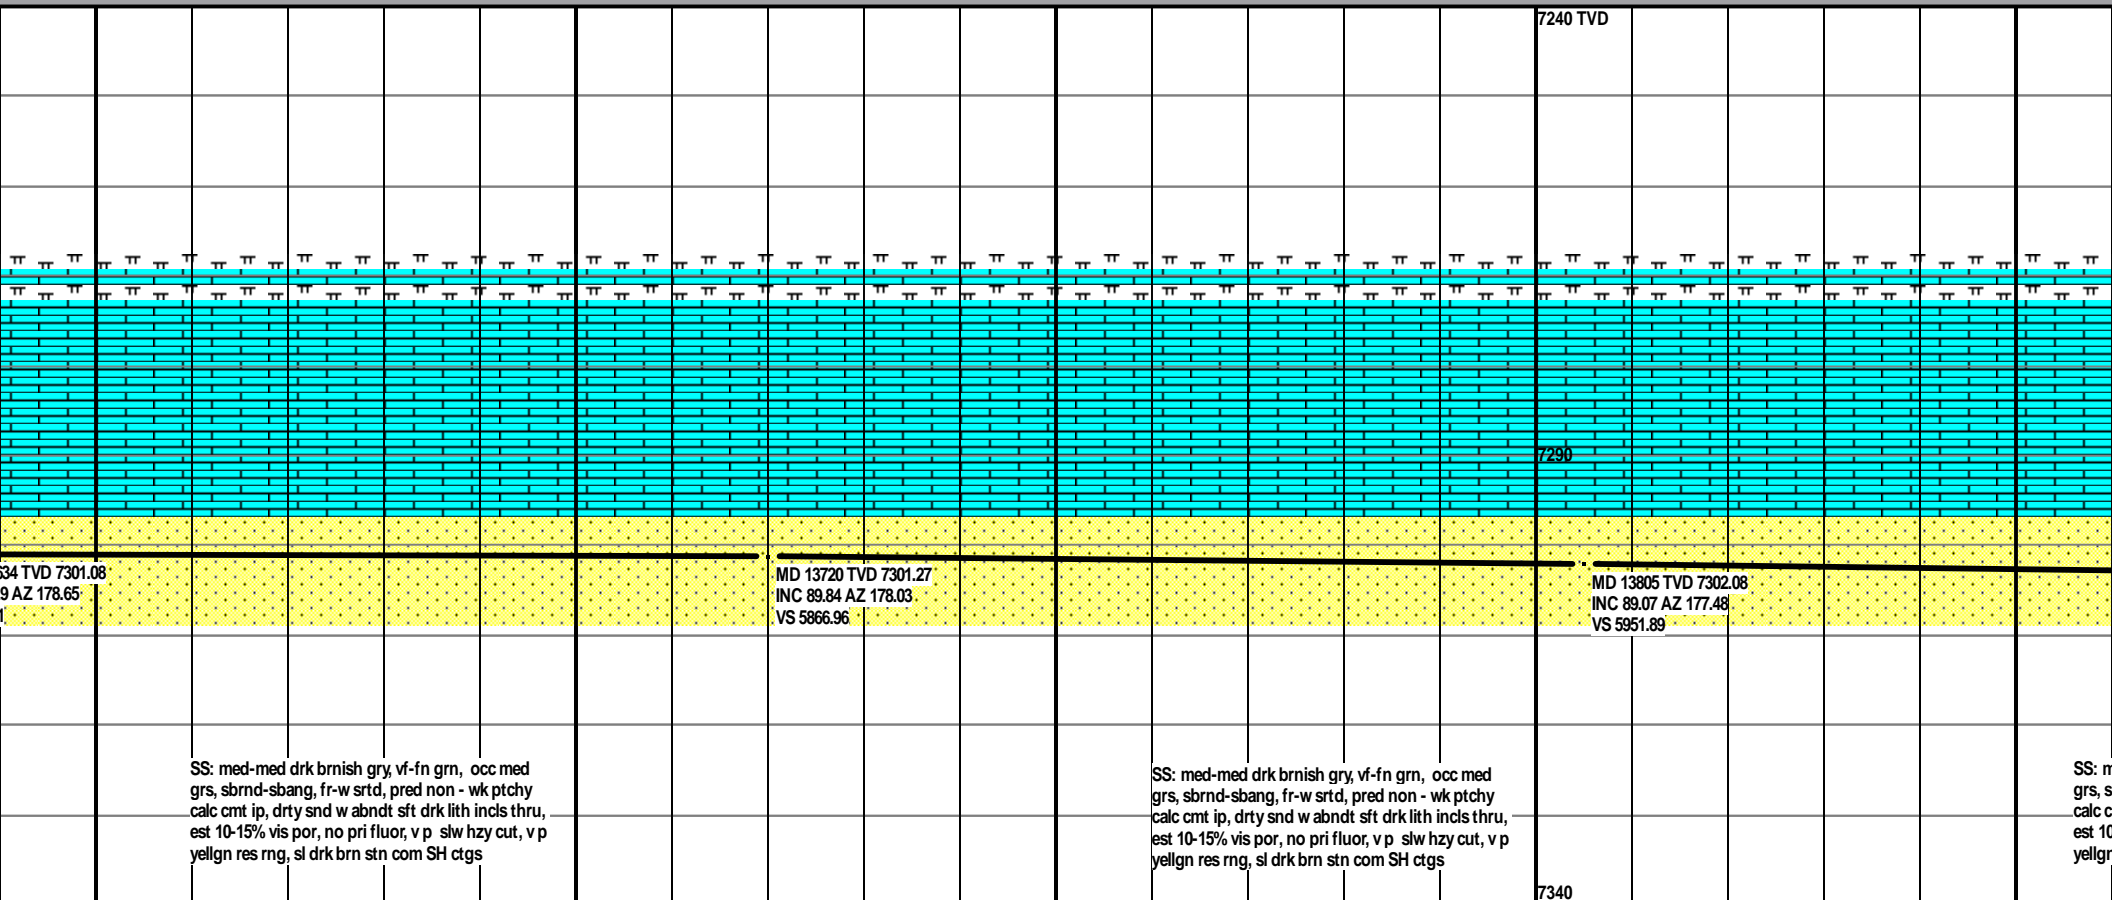 7240 TVD
7290
634 TVD 7301.08
9 AZ 178.65
MD 13720 TVD 7301.27
INC 89.84 AZ 178.03
VS 5866.96
MD 13805 TVD 7302.08
INC 89.07 AZ 177.48
VS 5951.89
SS: med-med drk brnish gry, vf-fn grn, occ med
grs, sbrnd-sbang, fr-w srtd, pred non - wk ptchy
calc cmt ip, drty snd w abndt sft drk lith incls thru,
est 10-15% vis por, no pri fluor, v p slw hzy cut, v p
yellgn res rng, sl drk brn stn com SH ctgs
SS: med-med drk brnish gry, vf-fn grn, occ med
grs, sbrnd-sbang, fr-w srtd, pred non - wk ptchy
calc cmt ip, drty snd w abndt sft drk lith incls thru,
est 10-15% vis por, no pri fluor, v p slw hzy cut, v p
yellgn res rng, sl drk brn stn com SH ctgs
SS: m
grs, s
calc c
est 10
yellgn
7340